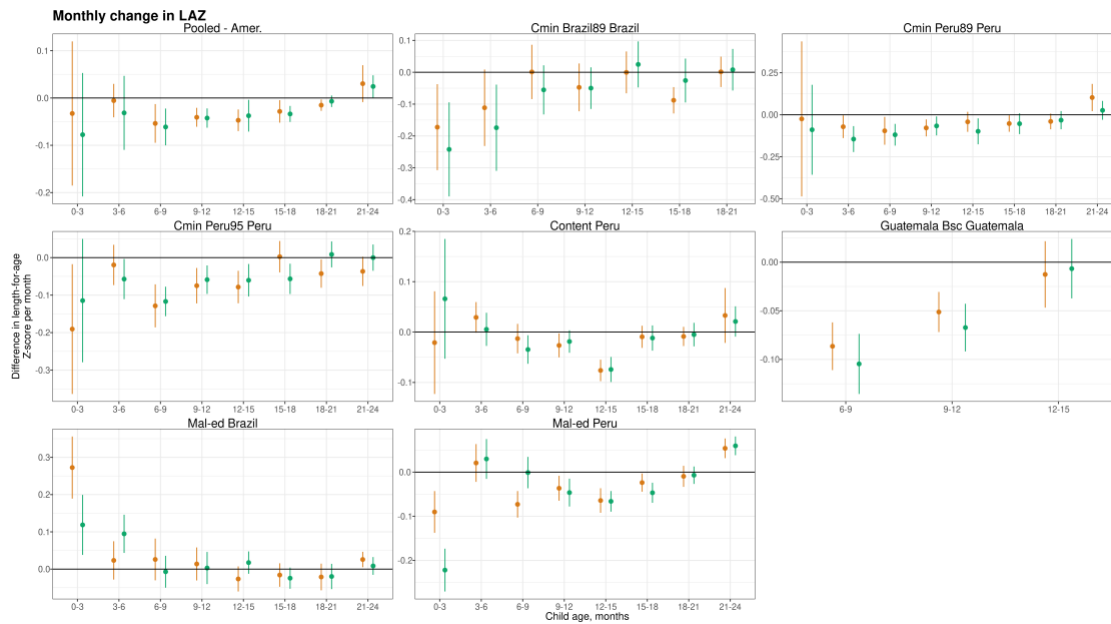 Monthly change in LAZ
Pooled - Amer.
Cmin Brazil89 Brazil
Cmin Peru89 Peru
0.1
0.0
-0.1
-0.2
0-3 3-6 6-9 9-12 12-15 15-18 18-21 21-24
0.1
0.0
-0.1
-0.2
-0.3
-0.4
0-3 3-6 6-9 9-12 12-15 15-18 18-21
0.25
0.00
-0.25
-0.50
0-3 3-6 6-9 9-12 12-15 15-18 18-21 21-24
Cmin Peru95 Peru
Content Peru
Guatemala Bsc Guatemala
Difference in length-for-age
Z-score per month
0.0
-0.1
-0.2
-0.3
0-3 3-6 6-9 9-12 12-15 15-18 18-21 21-24
0.2
0.1
0.0
-0.1
0-3 3-6 6-9 9-12 12-15 15-18 18-21 21-24
0.00
-0.05
-0.10
6-9 9-12 12-15
Mal-ed Brazil
Mal-ed Peru
0.3
0.2
0.1
0.0
0-3 3-6 6-9 9-12 12-15 15-18 18-21 21-24
0.0
-0.1
-0.2
0-3 3-6 6-9 9-12 12-15 15-18 18-21 21-24
Child age, months